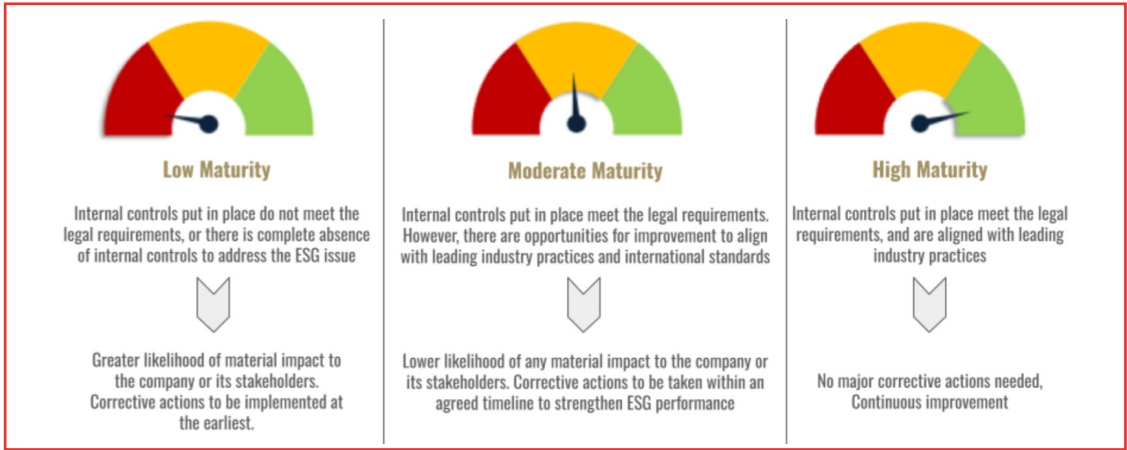 Low Maturity
Internal controls put in place do not meet the
legal requirements, or there is complete absence
of internal controls to address the ESG issue
Greater likelihood of material impact to
the company or its stakeholders.
Corrective actions to be implemented at
the earliest.
Moderate Maturity
Internal controls put in place meet the legal requirements.
However, there are opportunities for improvement to align
with leading industry practices and international standards
Lower likelihood of any material impact to the company or
its stakeholders. Corrective actions to be taken within an
agreed timeline to strengthen ESG performance
High Maturity
Internal controls put in place meet the legal
requirements, and are aligned with leading
industry practices
No major corrective actions needed,
Continuous improvement